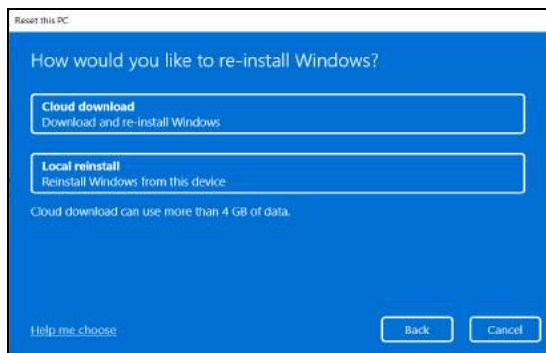 Reset this PC
How would you like to re-install Windows?
Cloud download
Download and re-install Windows
Local reinstall
Reinstall Windows from this device
Cloud download can use more than 4 GB of data.
Help me choose
Back
Cancel